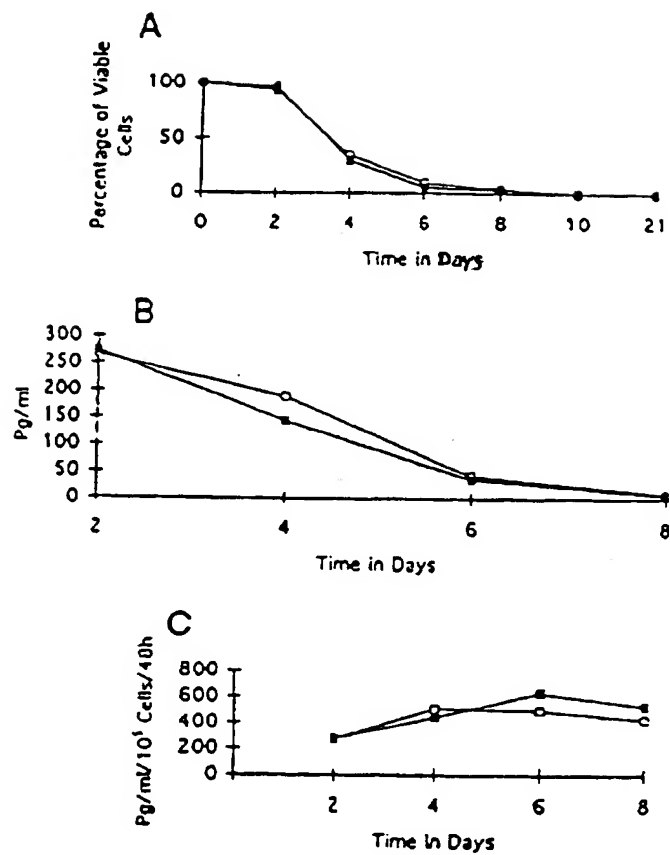 A
Percentage of Viable
Cells
100
50
0
0 2 4 6 8 10 21
Time in Days
B
Pg/ml
300
250
200
150
100
50
0
2 4 6 8
Time in Days
C
Pg/ml/10⁵ Cells/48h
800
600
400
200
0
2 4 6 8
Time in Days